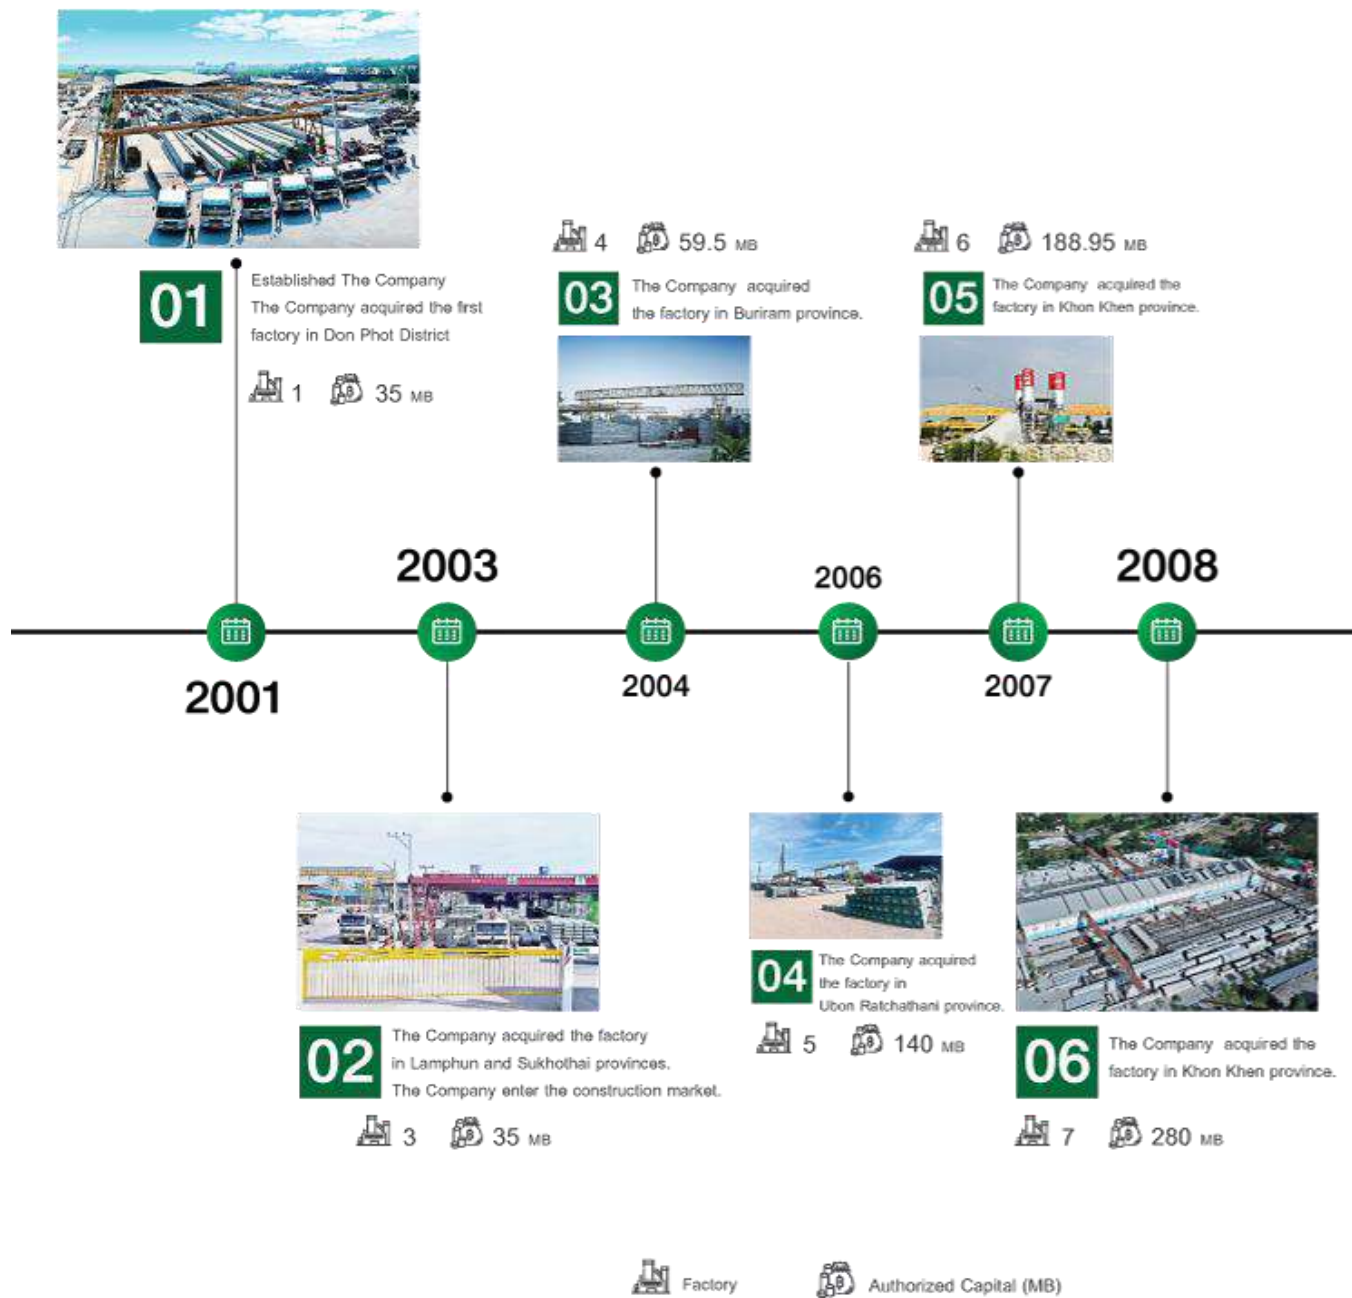 01
Established The Company
The Company acquired the first
factory in Don Phot District
1 35 MB
4 59.5 MB
03
The Company acquired
the factory in Buriram province.
6 188.95 MB
05
The Company acquired the
factory in Khon Khen province.
2003
2006
2008
2001
2004
2007
02
The Company acquired the factory
in Lamphun and Sukhothai provinces.
The Company enter the construction market.
3 35 MB
04
The Company acquired
the factory in
Ubon Ratchathani province.
5 140 MB
06
The Company acquired the
factory in Khon Khen province.
7 280 MB
Factory
Authorized Capital (MB)